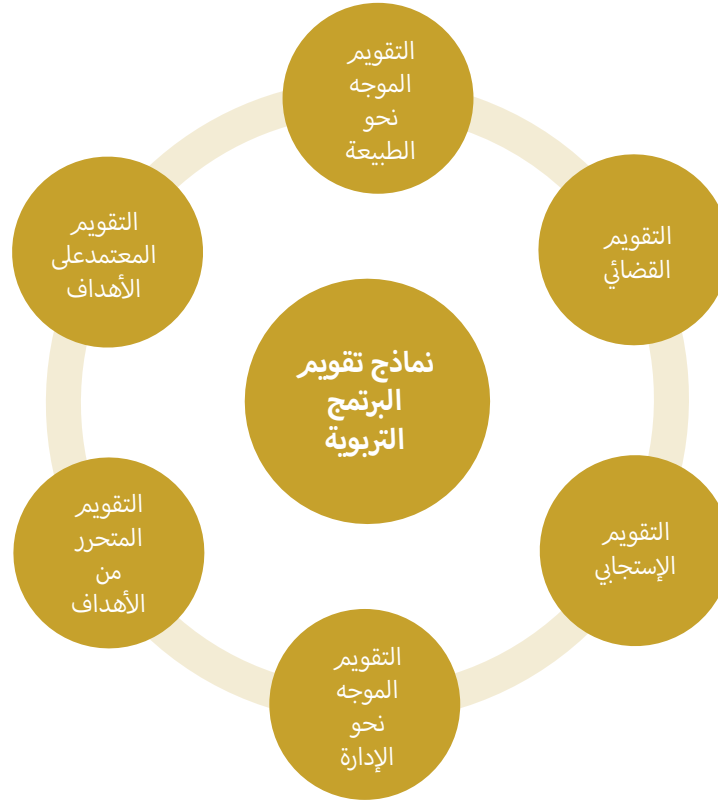 التقويم
الموجه
نحو
الطبيعة
التقويم
القضائي
التقويم
الإستجابي
التقويم
الموجه
نحو
الإدارة
التقويم
المتحرر
من
الأهداف
التقويم
المعتمدعلى
الأهداف
نماذج تقويم
البرتمج
التربوية